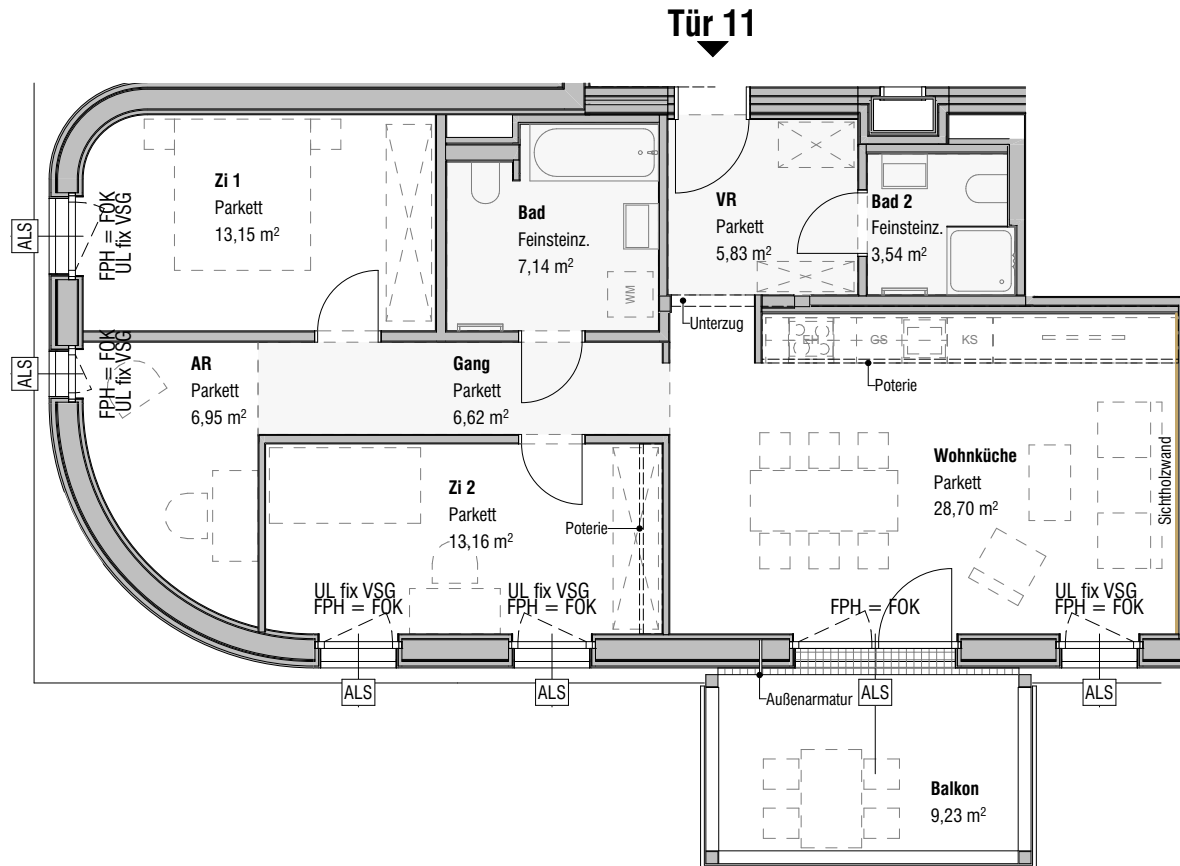 Tür 11
Zi 1
Parkett
13,15 m²
Bad
Feinsteinz.
7,14 m²
VR
Parkett
5,83 m²
Bad 2
Feinsteinz.
3,54 m²
ALS
FPH = FOK
UL fix VSG
WM
Unterzug
EH
GS
KS
Poterie
ALS
FPH = FOK
UL fix VSG
AR
Parkett
6,95 m²
Gang
Parkett
6,62 m²
Zi 2
Parkett
13,16 m²
Poterie
Wohnküche
Parkett
28,70 m²
Sichtholzwand
UL fix VSG
FPH = FOK
UL fix VSG
FPH = FOK
FPH = FOK
UL fix VSG
FPH = FOK
ALS
ALS
Außenarmatur
ALS
ALS
Balkon
9,23 m²